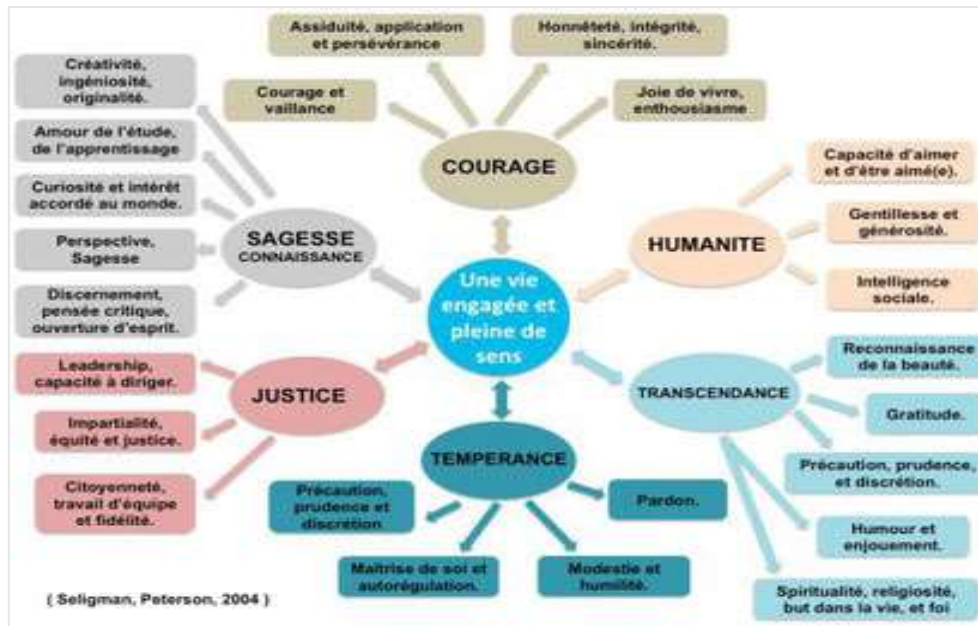 Assiduité, application
et persévérance
Honnêteté, intégrité,
sincérité.
Créativité,
ingéniosité,
originalité.
Courage et
vaillance
Joie de vivre,
enthousiasme
Amour de l'étude,
de l'apprentissage
COURAGE
Capacité d'aimer
et d'être aimé(e).
Curiosité et intérêt
accordé au monde.
SAGESSE
CONNAISSANCE
HUMANITE
Gentillesse et
générosité.
Perspective,
Sagesse
Une vie
engagée et
pleine de
sens
Intelligence
sociale.
Discernement,
pensée critique,
ouverture d'esprit.
Leadership,
capacité à diriger.
JUSTICE
TRANSCENDANCE
Reconnaissance
de la beauté.
Impartialité,
équité et justice.
Gratitude.
TEMPERANCE
Citoyenneté,
travail d'équipe
et fidélité.
Précaution,
prudence et
discrétion
Pardon.
Précaution, prudence,
et discrétion.
Maîtrise de soi et
autorégulation.
Modestie et
humilité.
Humour et
enjouement.
Spiritualité, religiosité,
but dans la vie, et foi
( Seligman, Peterson, 2004 )